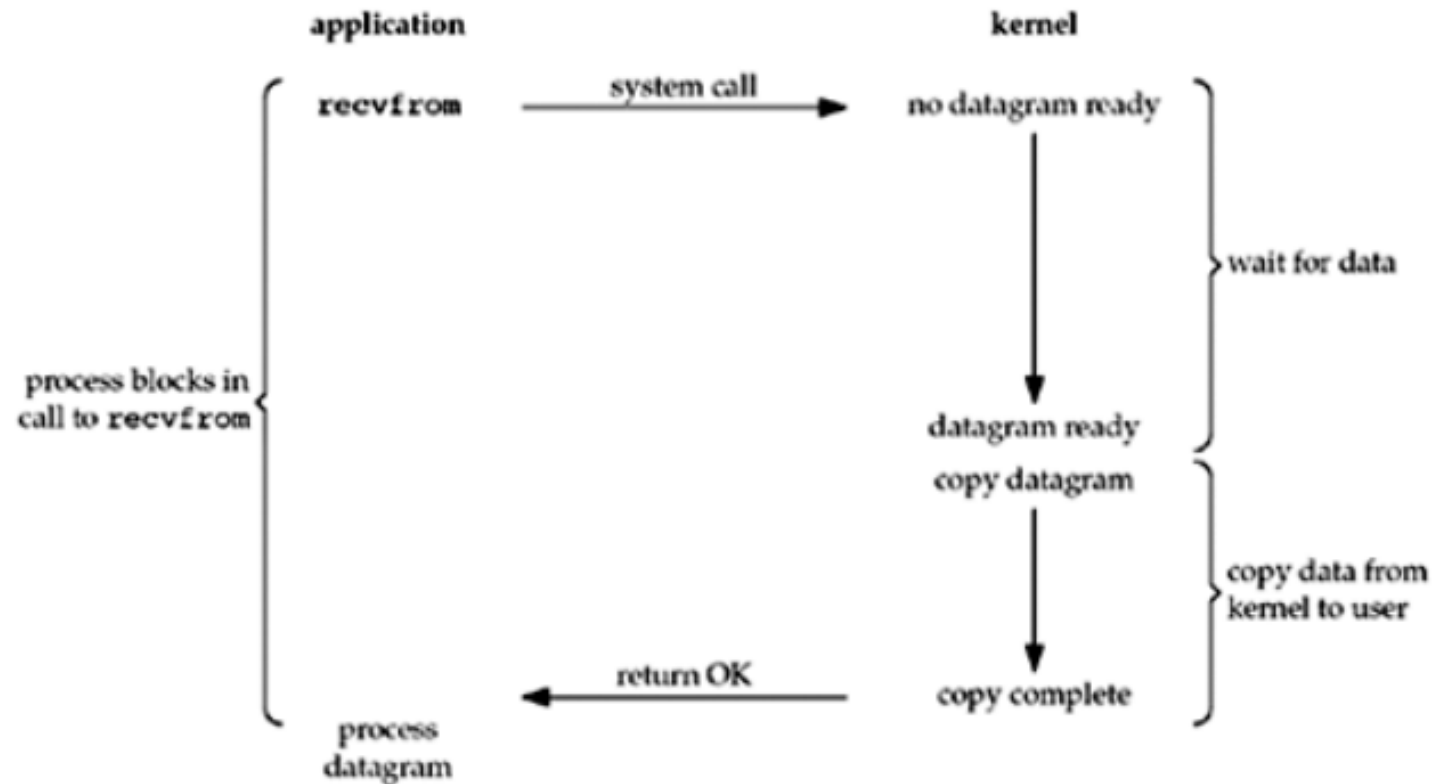 application
kernel
recvfrom
system call
no datagram ready
wait for data
process blocks in
call to recvfrom
datagram ready
copy datagram
copy data from
kernel to user
return OK
copy complete
process
datagram